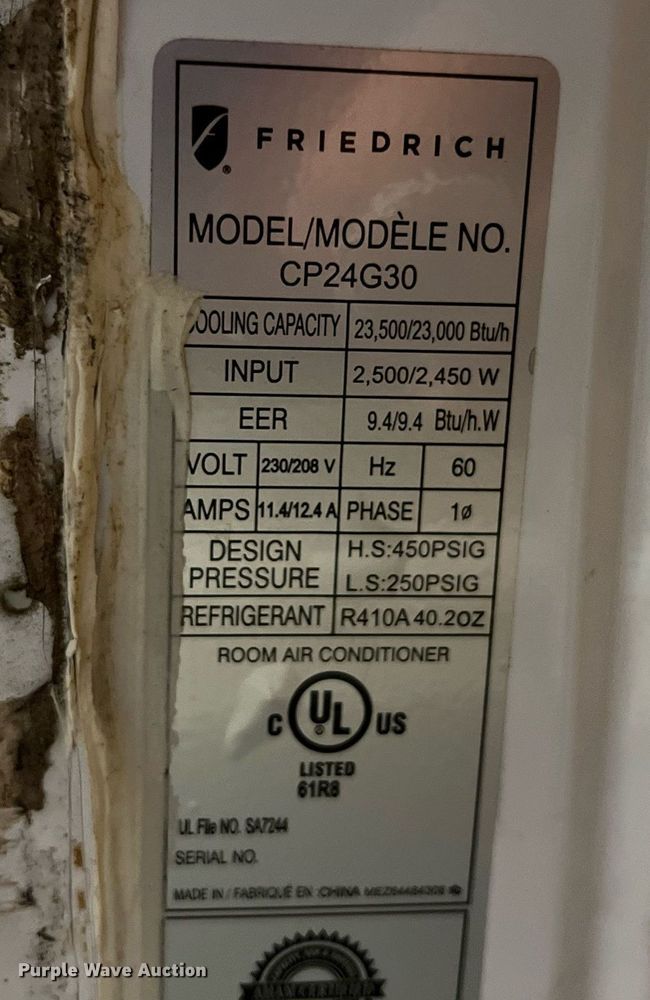 FRIEDRICH
MODEL/MODÈLE NO.
CP24G30
COOLING CAPACITY 23,500/23,000 Btu/h
INPUT 2,500/2,450 W
EER 9.4/9.4 Btu/h.W
VOLT 230/208 V Hz 60
AMPS 11.4/12.4 A PHASE 1ø
DESIGN PRESSURE H.S:450PSIG
L.S:250PSIG
REFRIGERANT R410A 40.2OZ
ROOM AIR CONDITIONER
C UL US
®
LISTED
61R8
UL File NO. SA7244
SERIAL NO.
MADE IN / FABRIQUÉ EN :CHINA
Purple Wave Auction